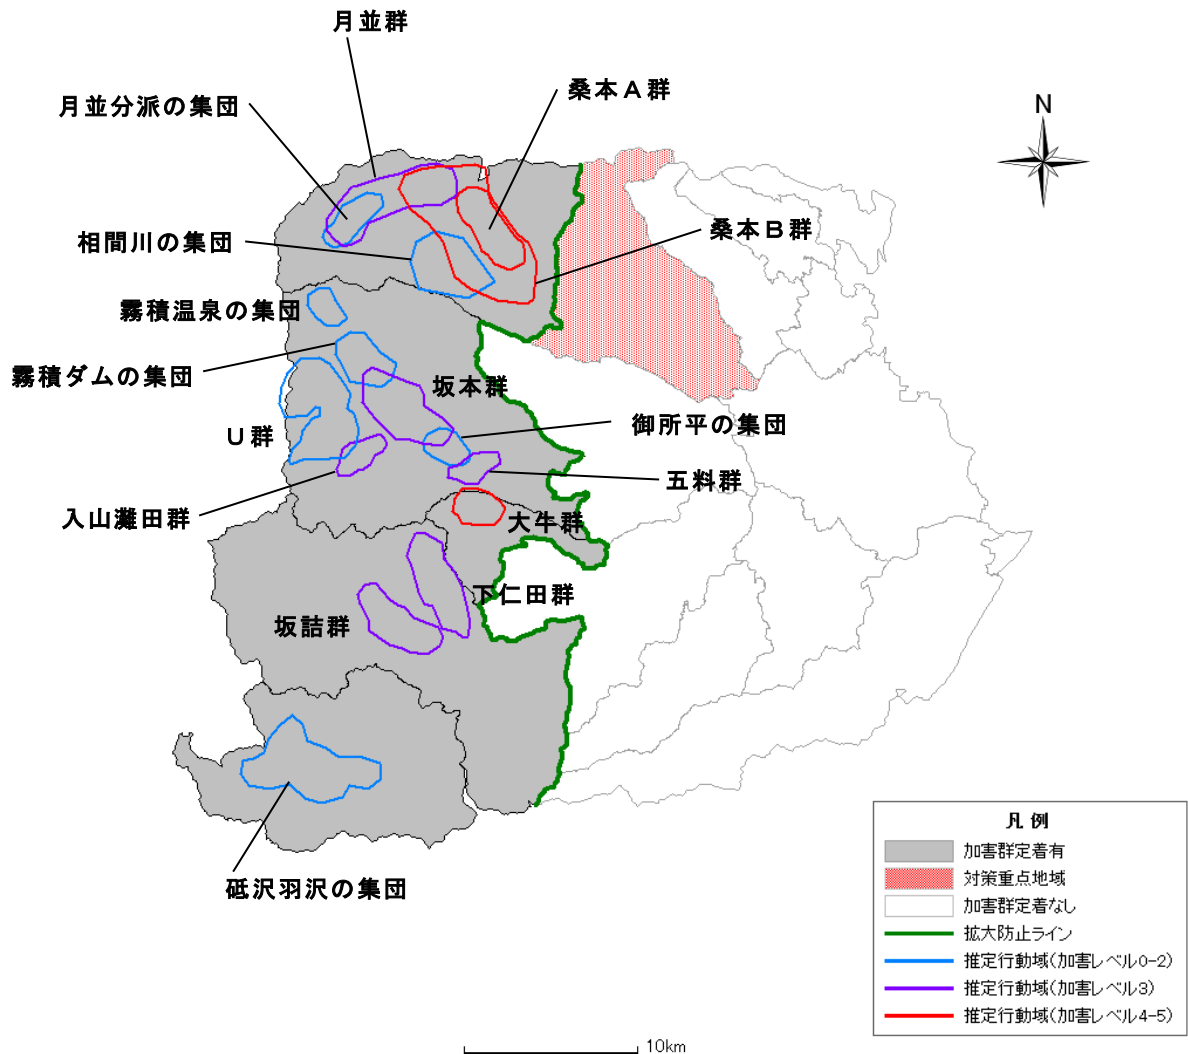 月並群
桑本A群
月並分派の集団
N
桑本B群
相間川の集団
霧積温泉の集団
霧積ダムの集団
坂本群
御所平の集団
U群
五料群
入山灘田群
大牛群
下仁田群
坂詰群
砥沢羽沢の集団
凡例
加害群定着有
対策重点地域
加害群定着なし
拡大防止ライン
推定行動域(加害レベル0-2)
推定行動域(加害レベル3)
推定行動域(加害レベル4-5)
10km